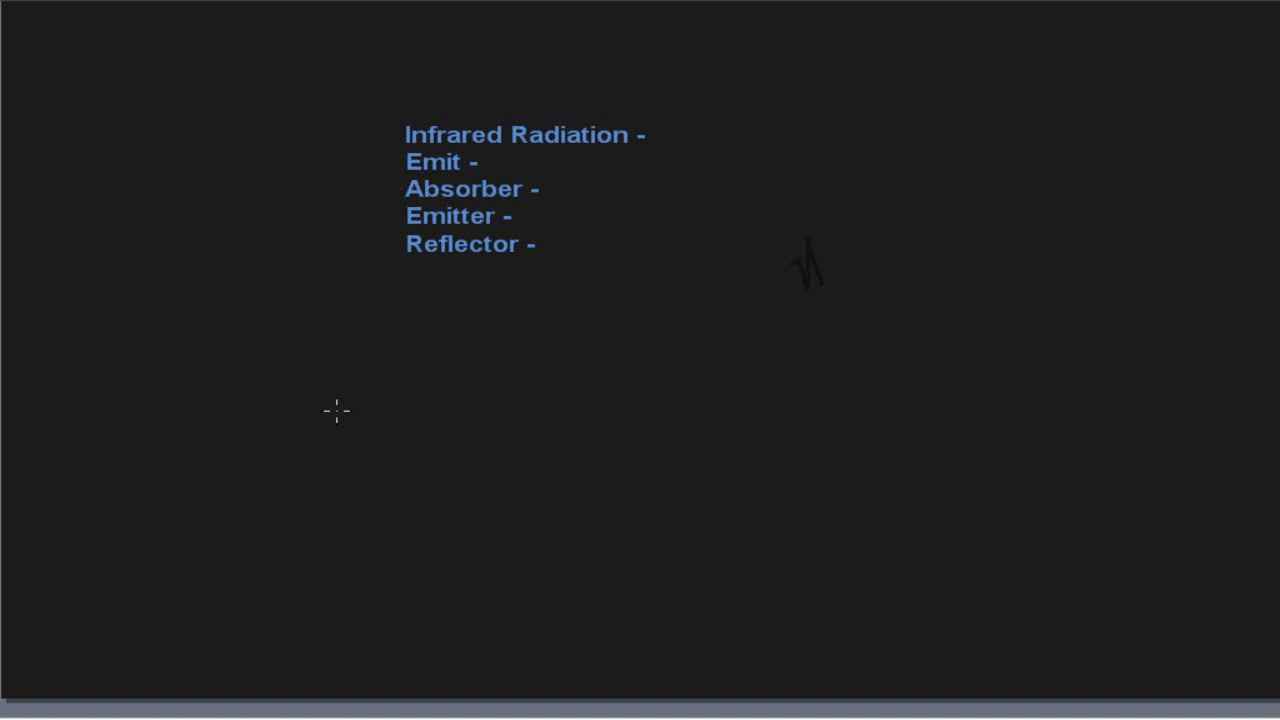 Infrared Radiation -
Emit -
Absorber -
Emitter -
Reflector -